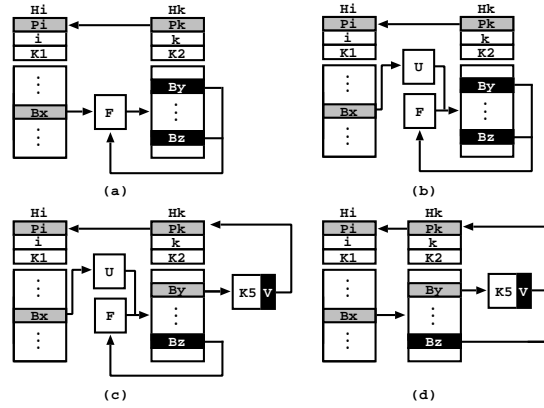 Hi Hk
Pi Pk
i k
K1 K2
By
Bx F
Bz
(a)
Hi Hk
Pi Pk
i k
K1 K2
U By
Bx F
Bz
(b)
Hi Hk
Pi Pk
i k
K1 K2
U
By K5 V
Bx F
Bz
(c)
Hi Hk
Pi Pk
i k
K1 K2
By K5 V
Bx
Bz
(d)